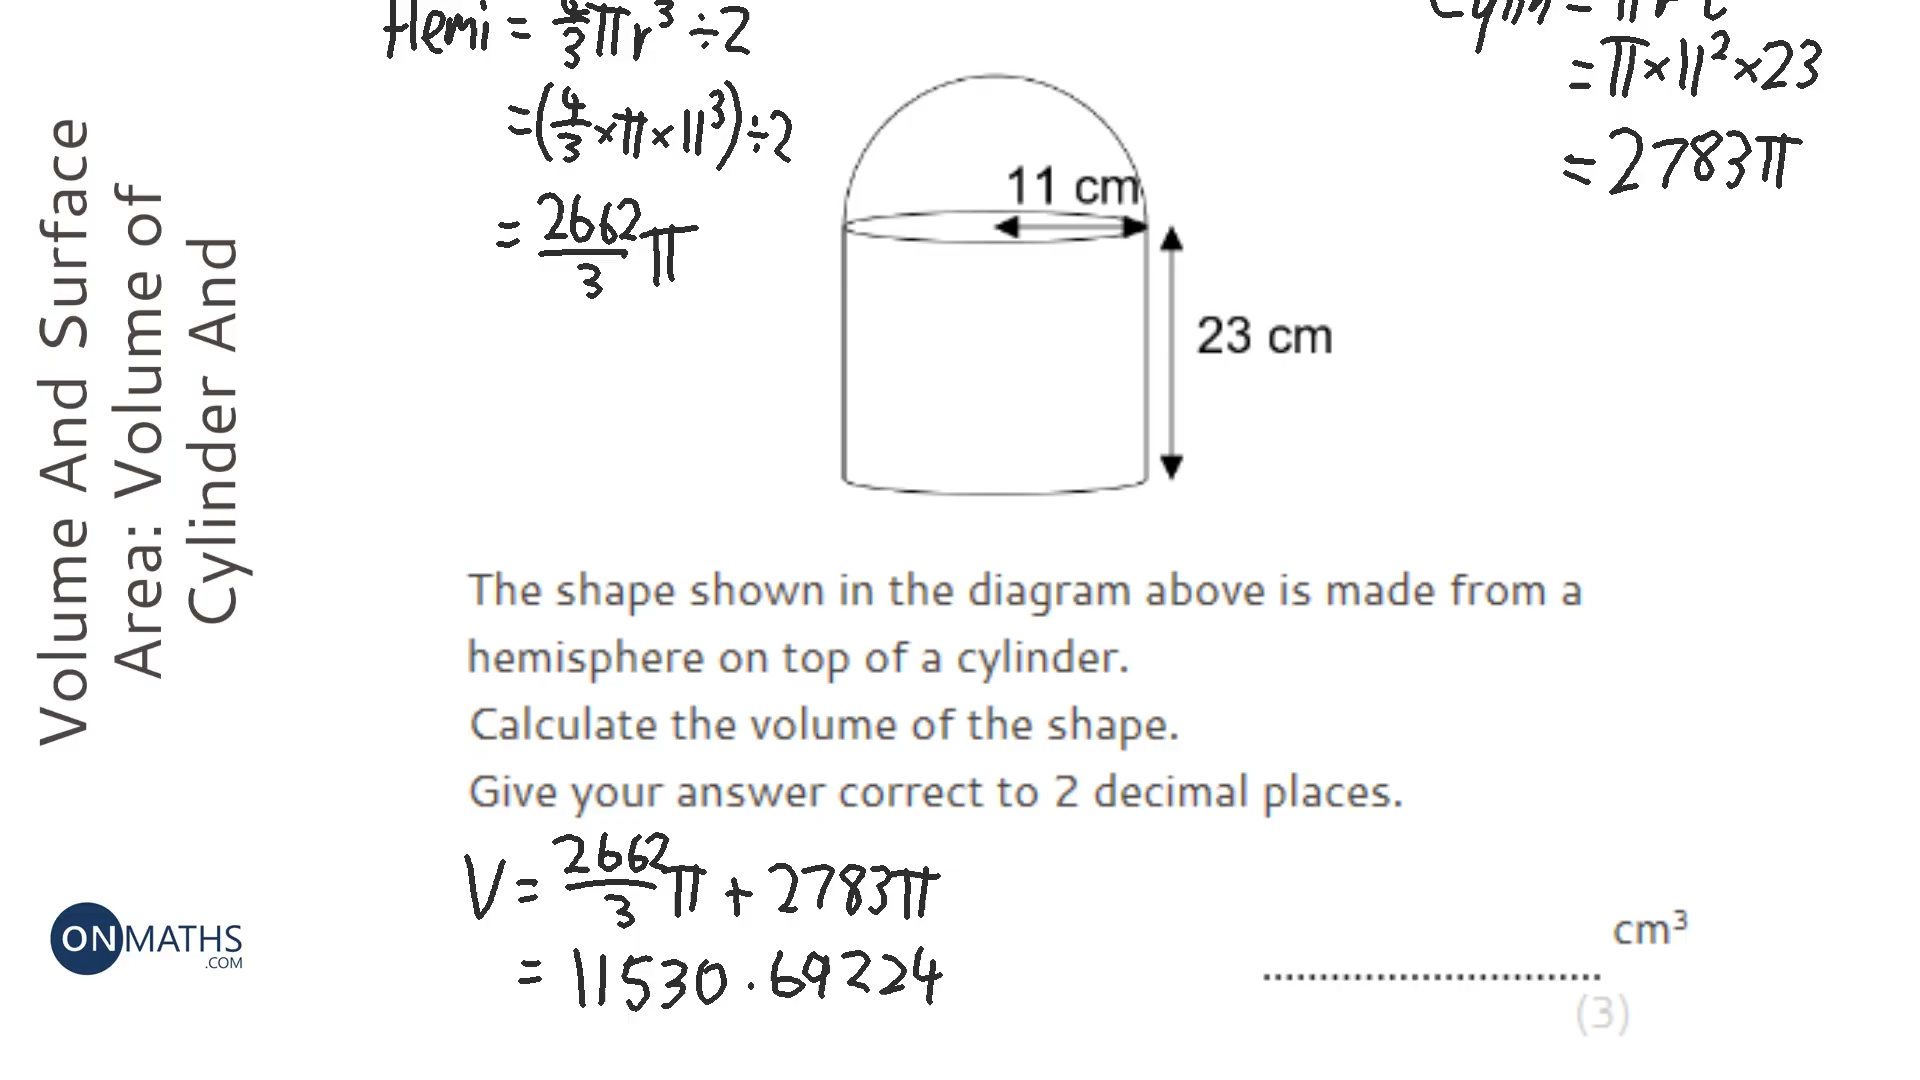 Hemi = 4/3 πr³ ÷ 2
= (4/3 × π × 11³) ÷ 2
= 2662/3 π
Cylin = πr²l
= π × 11² × 23
= 2783π
11 cm
23 cm
Volume And Surface
Area: Volume of
Cylinder And
The shape shown in the diagram above is made from a
hemisphere on top of a cylinder.
Calculate the volume of the shape.
Give your answer correct to 2 decimal places.
V = 2662/3 π + 2783π
= 11530.69224
cm³
(3)
ONMATHS
.COM